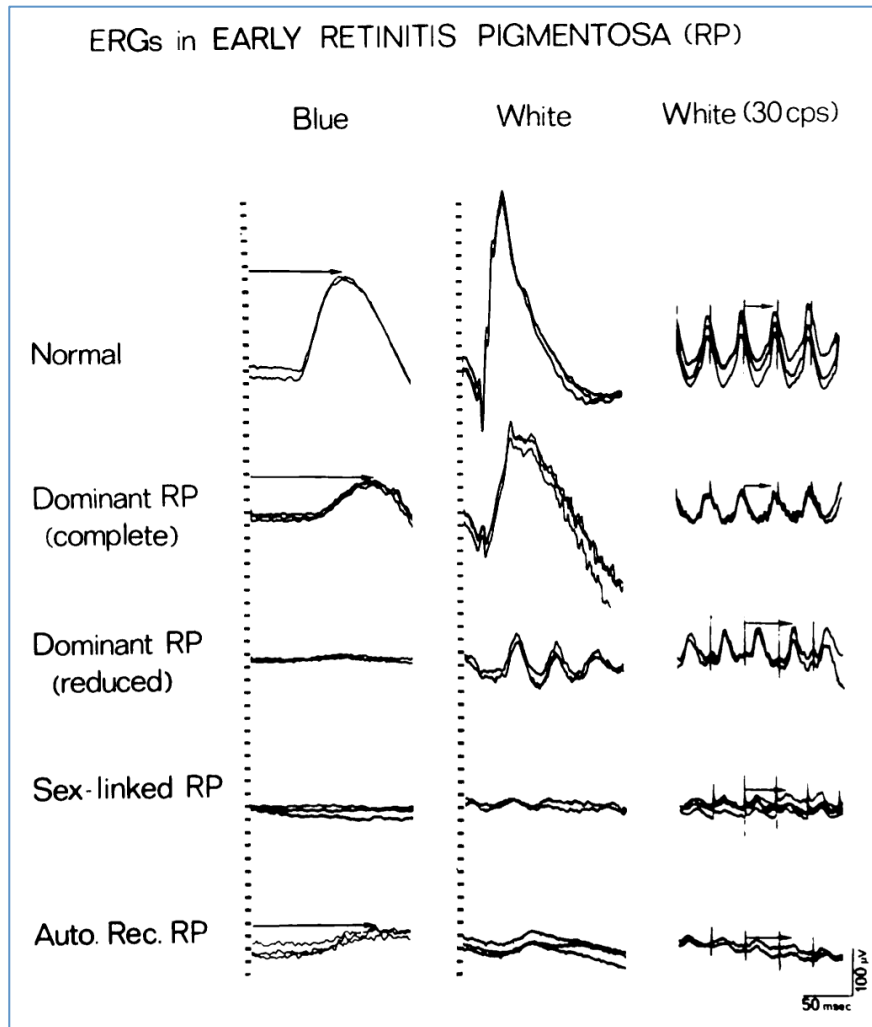 ERGs in EARLY RETINITIS PIGMENTOSA (RP)
Blue White White (30 cps)
Normal
Dominant RP
(complete)
Dominant RP
(reduced)
Sex-linked RP
Auto. Rec. RP
100 µV
50 msec